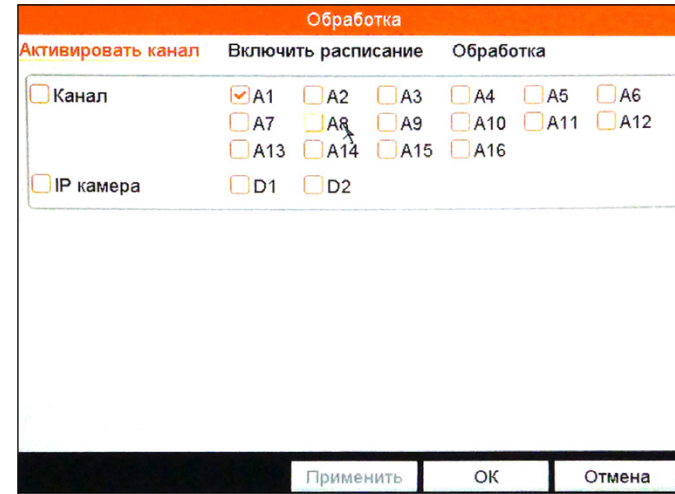 Обработка
Активировать канал Включить расписание Обработка
Канал A1 A2 A3 A4 A5 A6
A7 A8 A9 A10 A11 A12
A13 A14 A15 A16
IP камера D1 D2
Применить ОК Отмена